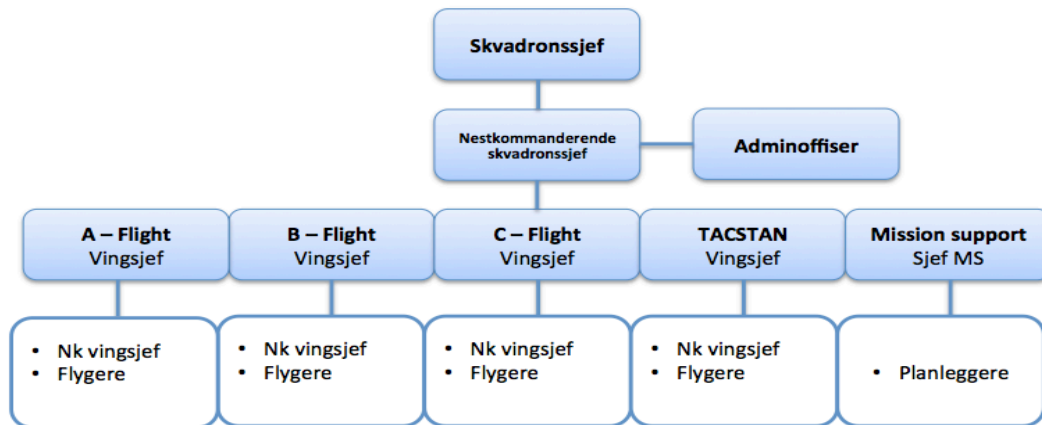 Skvadronssjef
Nestkommanderende
skvadronssjef
Adminoffiser
A – Flight
Vingsjef
B – Flight
Vingsjef
C – Flight
Vingsjef
TACSTAN
Vingsjef
Mission support
Sjef MS
• Nk vingsjef
• Flygere
• Nk vingsjef
• Flygere
• Nk vingsjef
• Flygere
• Nk vingsjef
• Flygere
• Planleggere